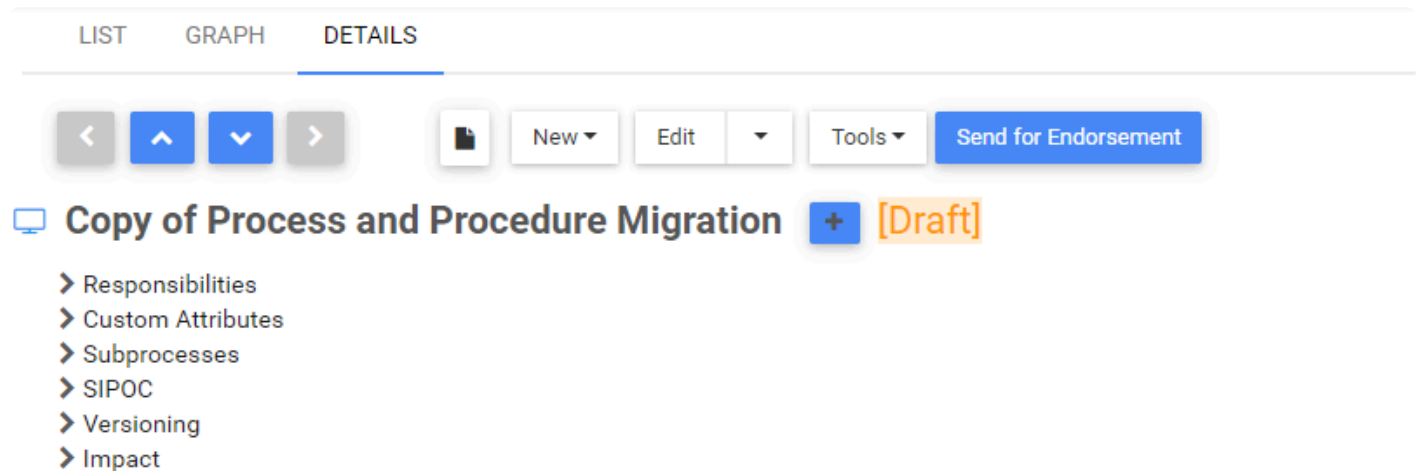 LIST GRAPH DETAILS
New Edit Tools Send for Endorsement
Copy of Process and Procedure Migration + [Draft]
Responsibilities
Custom Attributes
Subprocesses
SIPOC
Versioning
Impact